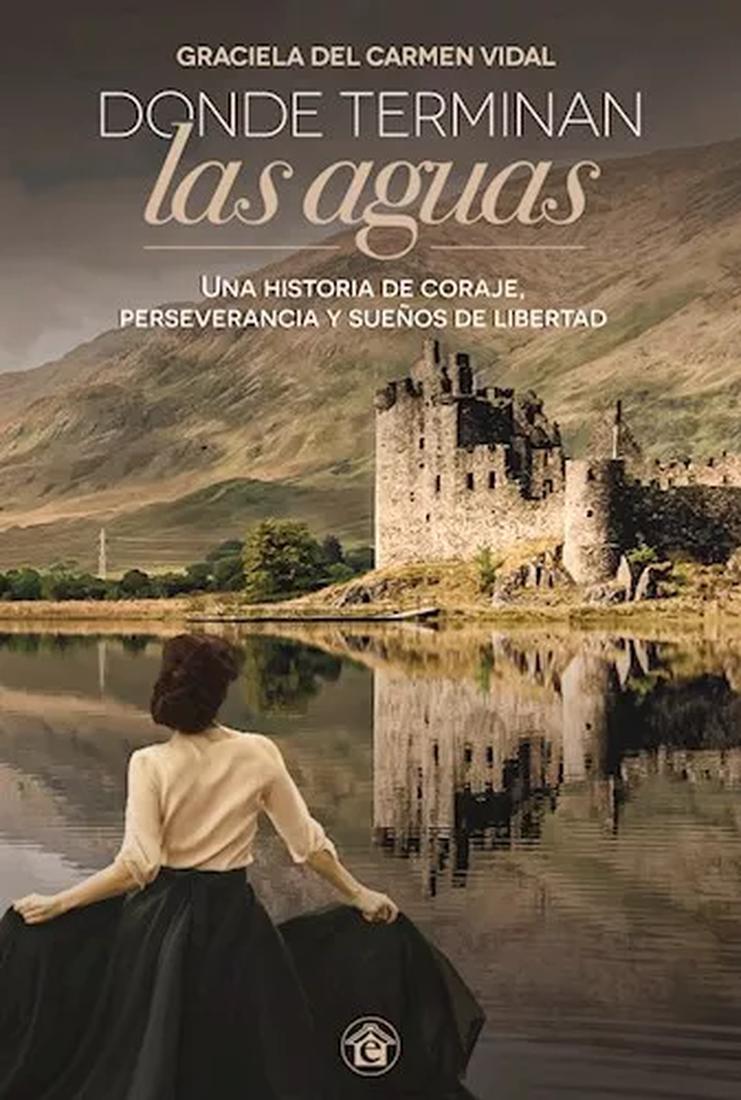 GRACIELA DEL CARMEN VIDAL
DONDE TERMINAN
las aguas
UNA HISTORIA DE CORAJE,
PERSEVERANCIA Y SUEÑOS DE LIBERTAD
e